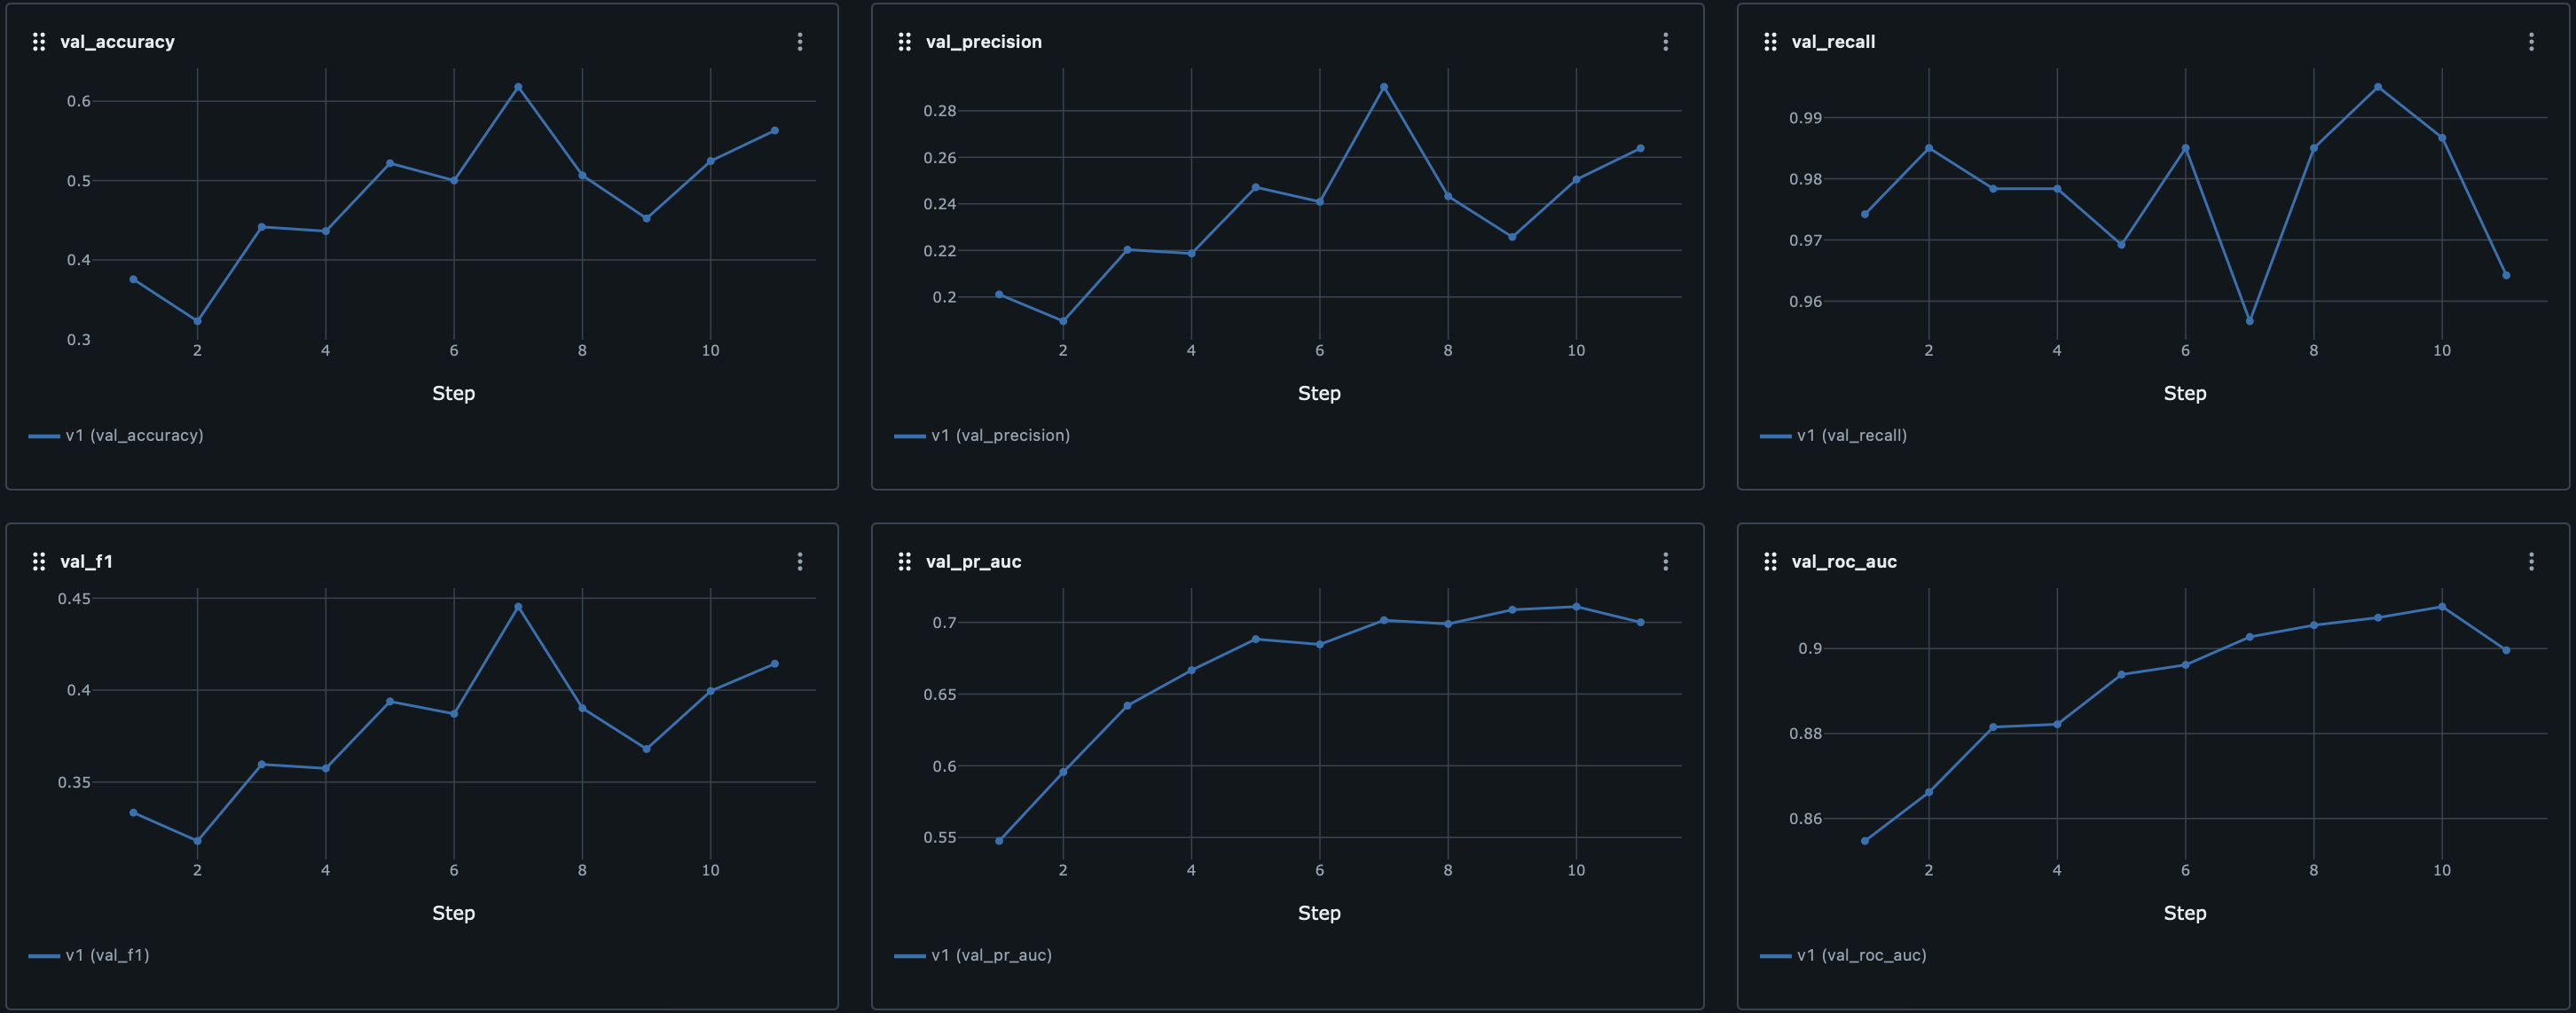 val_accuracy
0.6
0.5
0.4
0.3
2 4 6 8 10
Step
v1 (val_accuracy)
val_precision
0.28
0.26
0.24
0.22
0.2
2 4 6 8 10
Step
v1 (val_precision)
val_recall
0.99
0.98
0.97
0.96
2 4 6 8 10
Step
v1 (val_recall)
val_f1
0.45
0.4
0.35
2 4 6 8 10
Step
v1 (val_f1)
val_pr_auc
0.7
0.65
0.6
0.55
2 4 6 8 10
Step
v1 (val_pr_auc)
val_roc_auc
0.9
0.88
0.86
2 4 6 8 10
Step
v1 (val_roc_auc)